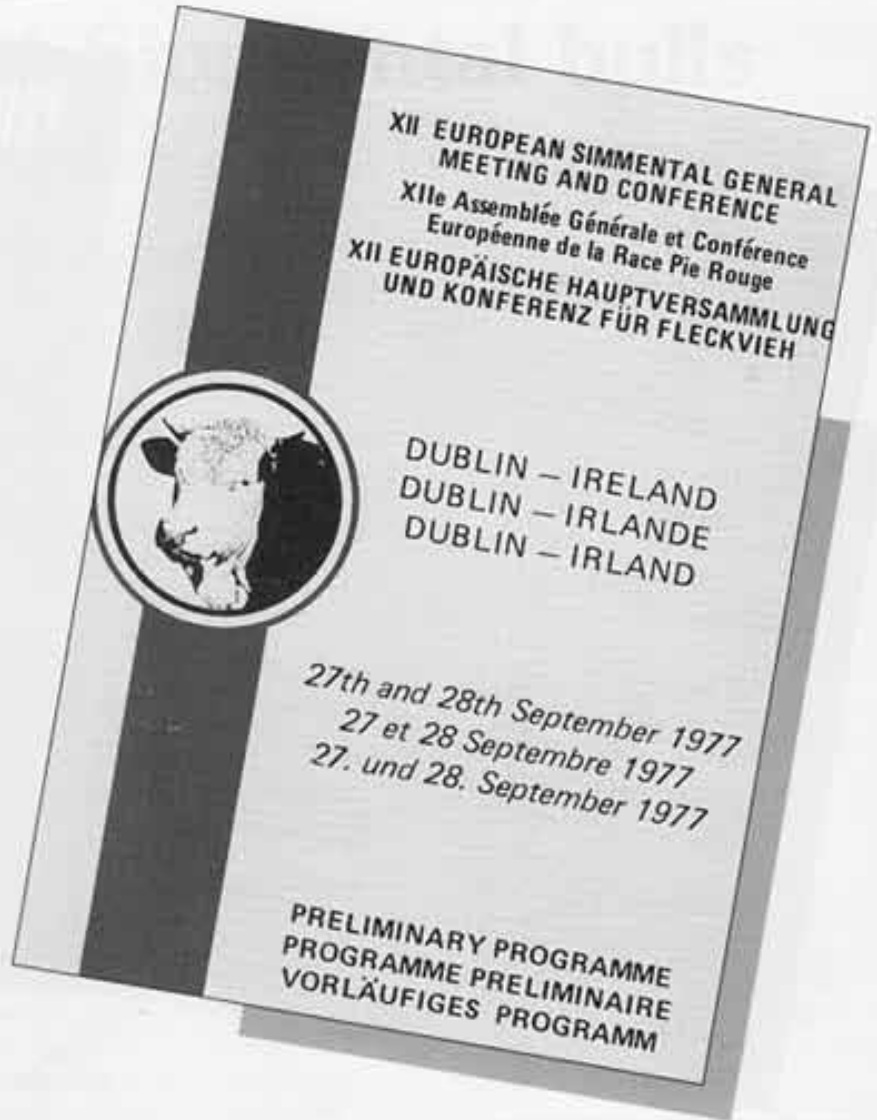 XII EUROPEAN SIMMENTAL GENERAL
MEETING AND CONFERENCE
XIIe Assemblée Générale et Conférence
Européenne de la Race Pie Rouge
XII EUROPÄISCHE HAUPTVERSAMMLUNG
UND KONFERENZ FÜR FLECKVIEH
DUBLIN – IRELAND
DUBLIN – IRLANDE
DUBLIN – IRLAND
27th and 28th September 1977
27 et 28 Septembre 1977
27. und 28. September 1977
PRELIMINARY PROGRAMME
PROGRAMME PRELIMINAIRE
VORLÄUFIGES PROGRAMM